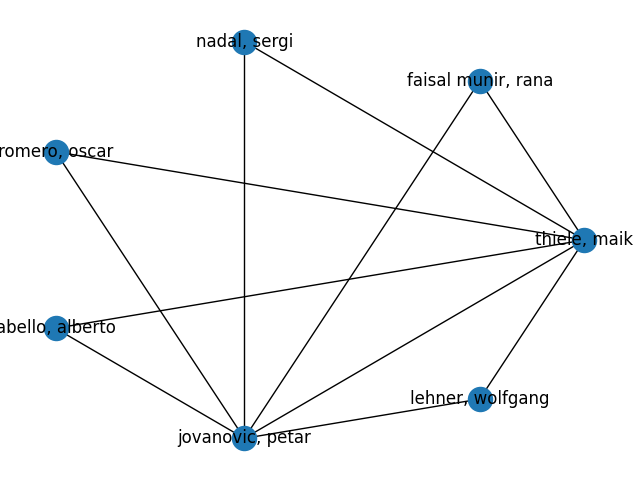 nadal, sergi
faisal munir, rana
romero, oscar
thiele, maik
abello, alberto
lehner, wolfgang
jovanovic, petar